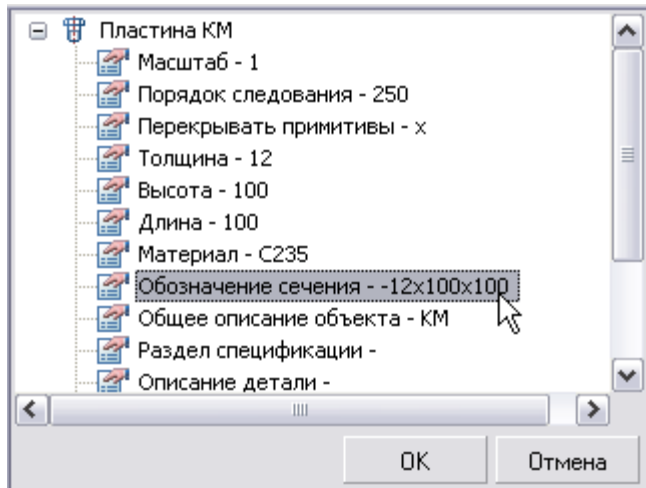 Пластина КМ
Масштаб - 1
Порядок следования - 250
Перекрывать примитивы - x
Толщина - 12
Высота - 100
Длина - 100
Материал - С235
Обозначение сечения - -12x100x100
Общее описание объекта - КМ
Раздел спецификации -
Описание детали -
OK Отмена